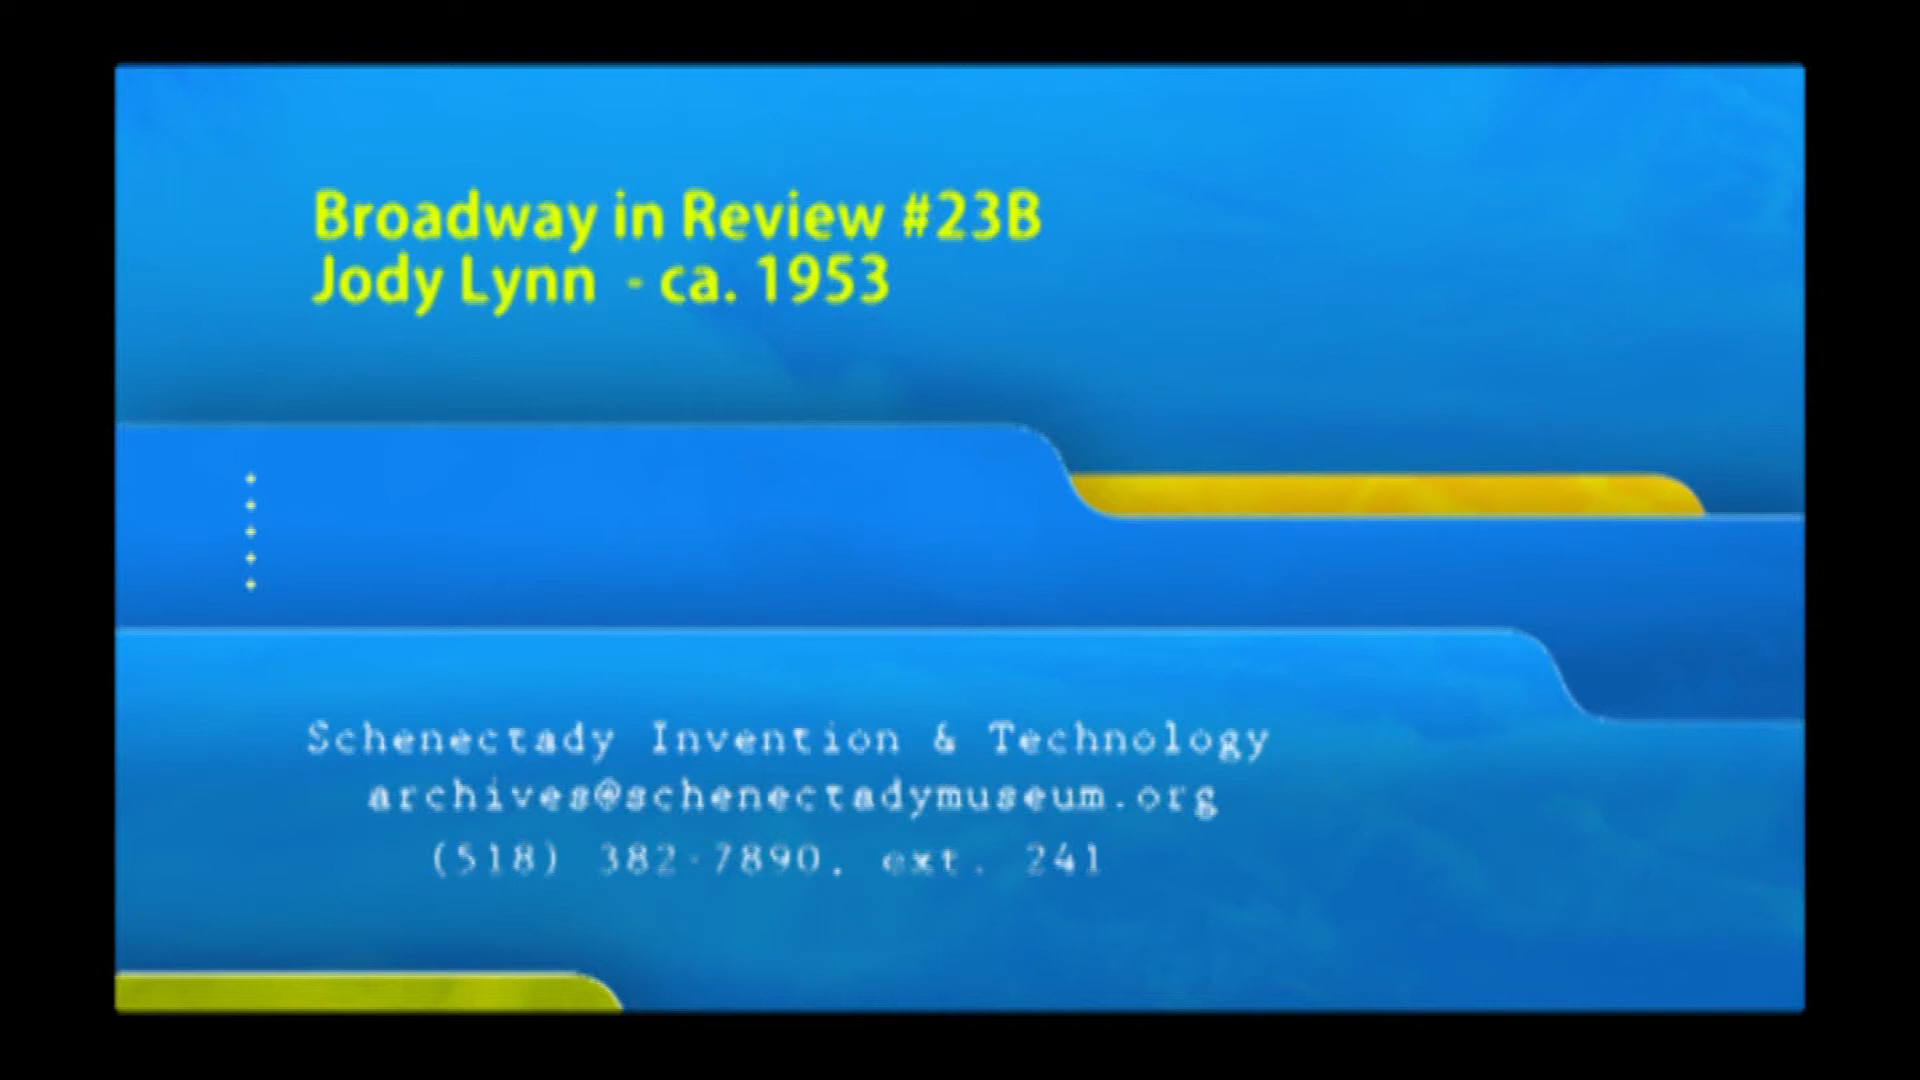 Broadway in Review #23B
Jody Lynn - ca. 1953
Schenectady Invention & Technology
archives@schenectadymuseum.org
(518) 382-7890, ext. 241